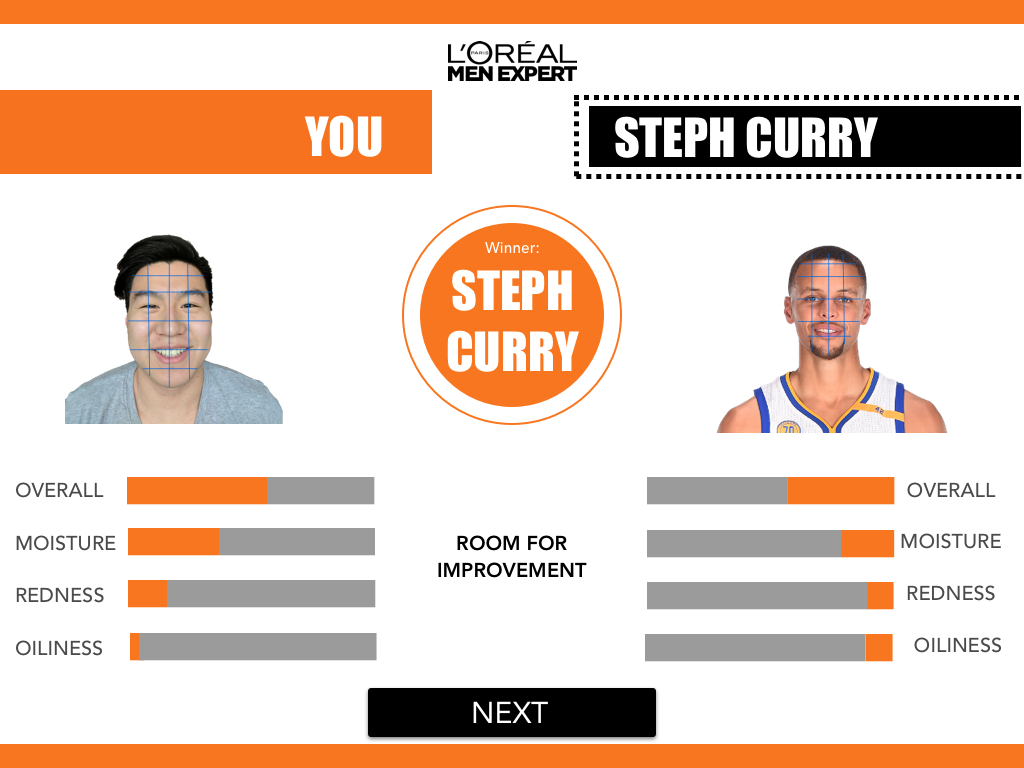 L'ORÉAL
PARIS
MEN EXPERT
YOU
STEPH CURRY
Winner:
STEPH
CURRY
OVERALL
MOISTURE
REDNESS
OILINESS
ROOM FOR
IMPROVEMENT
OVERALL
MOISTURE
REDNESS
OILINESS
NEXT